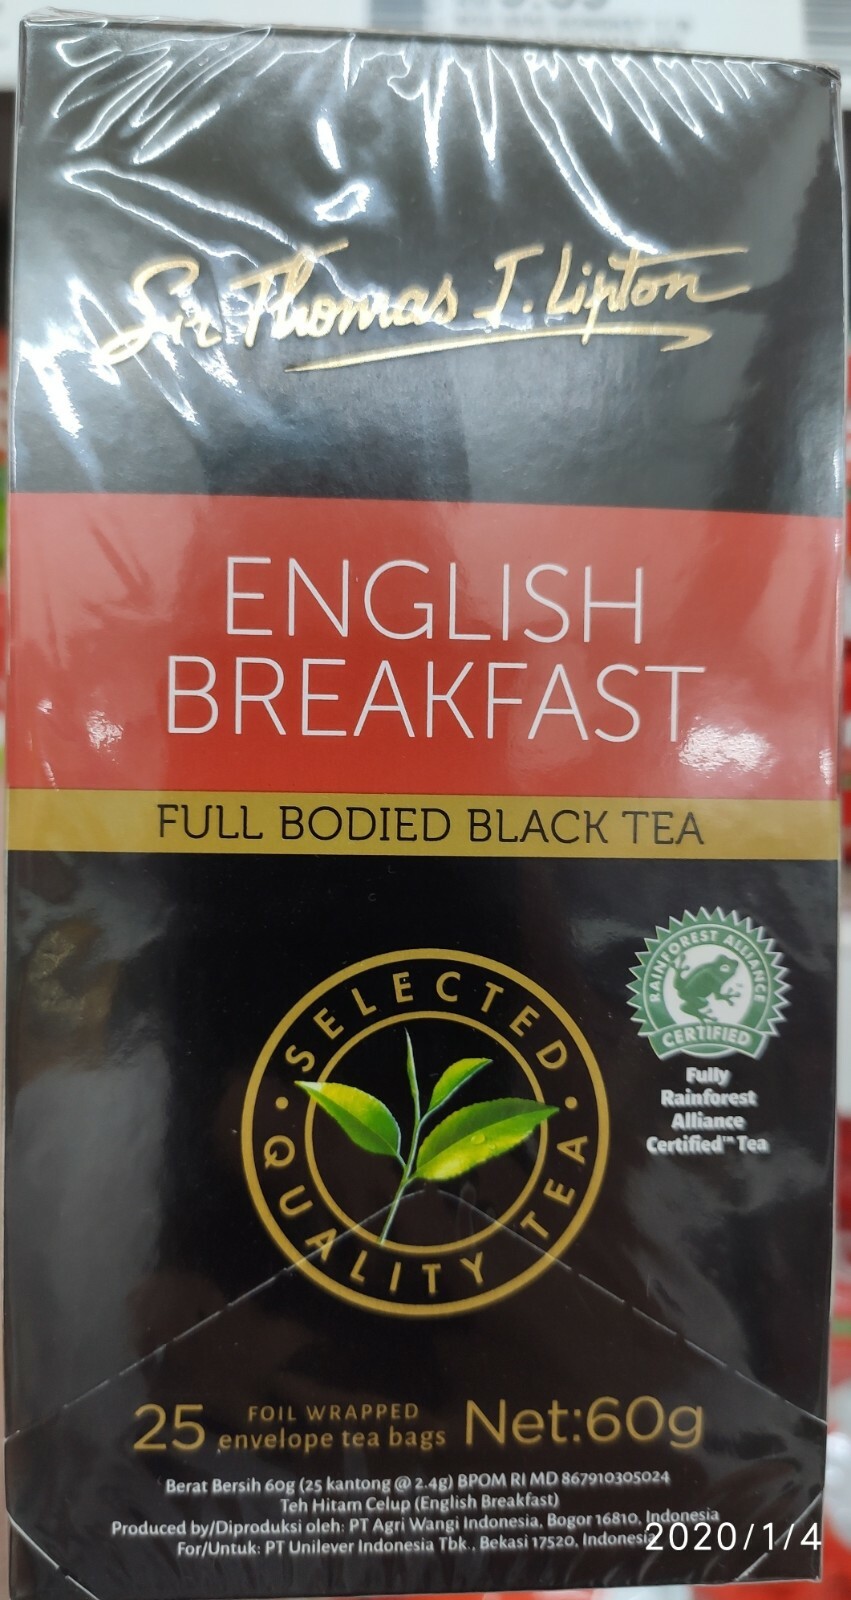 Sir Thomas J. Lipton
ENGLISH
BREAKFAST
FULL BODIED BLACK TEA
RAINFOREST ALLIANCE
CERTIFIED
Fully
Rainforest
Alliance
Certified™ Tea
• SELECTED •
QUALITY TEA
25 FOIL WRAPPED
envelope tea bags
Net:60g
Berat Bersih 60g (25 kantong @ 2.4g) BPOM RI MD 867910305024
Teh Hitam Celup (English Breakfast)
Produced by/Diproduksi oleh: PT Agri Wangi Indonesia, Bogor 16810, Indonesia
For/Untuk: PT Unilever Indonesia Tbk., Bekasi 17520, Indonesia
2020/1/4